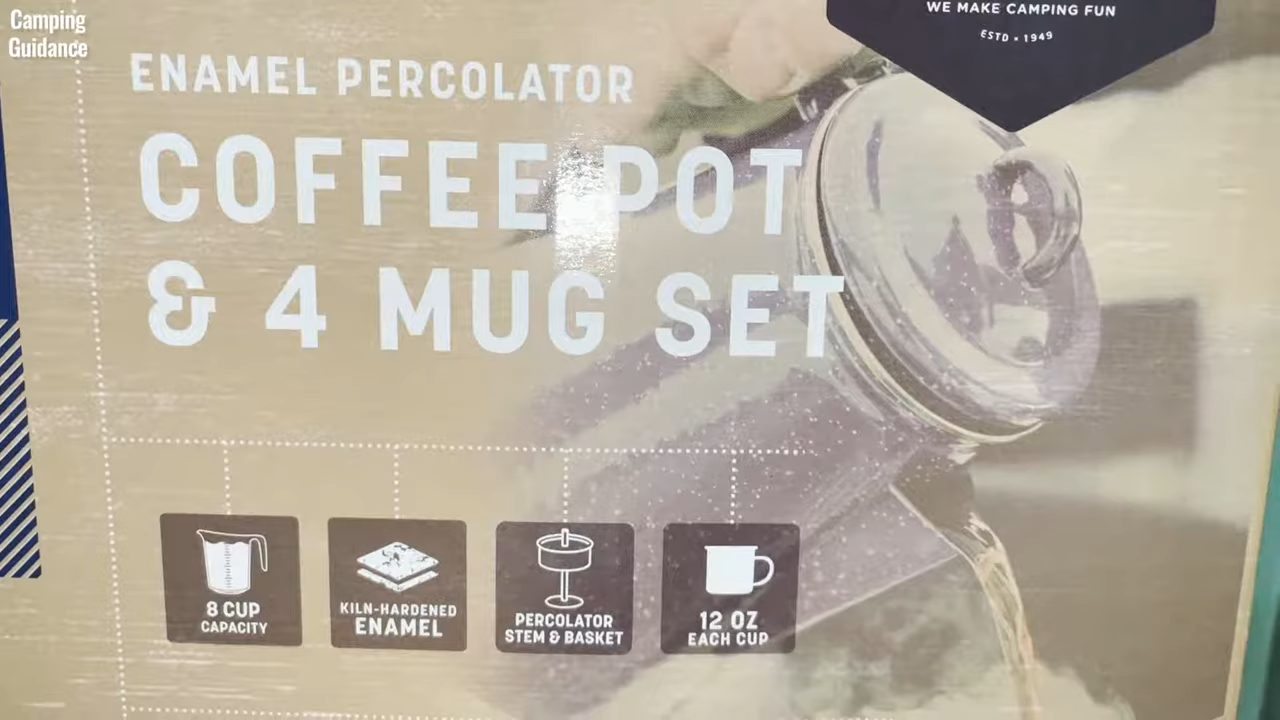 Camping
Guidance
WE MAKE CAMPING FUN
ESTD • 1949
ENAMEL PERCOLATOR
COFFEE POT
& 4 MUG SET
8 CUP
CAPACITY
KILN-HARDENED
ENAMEL
PERCOLATOR
STEM & BASKET
12 OZ
EACH CUP